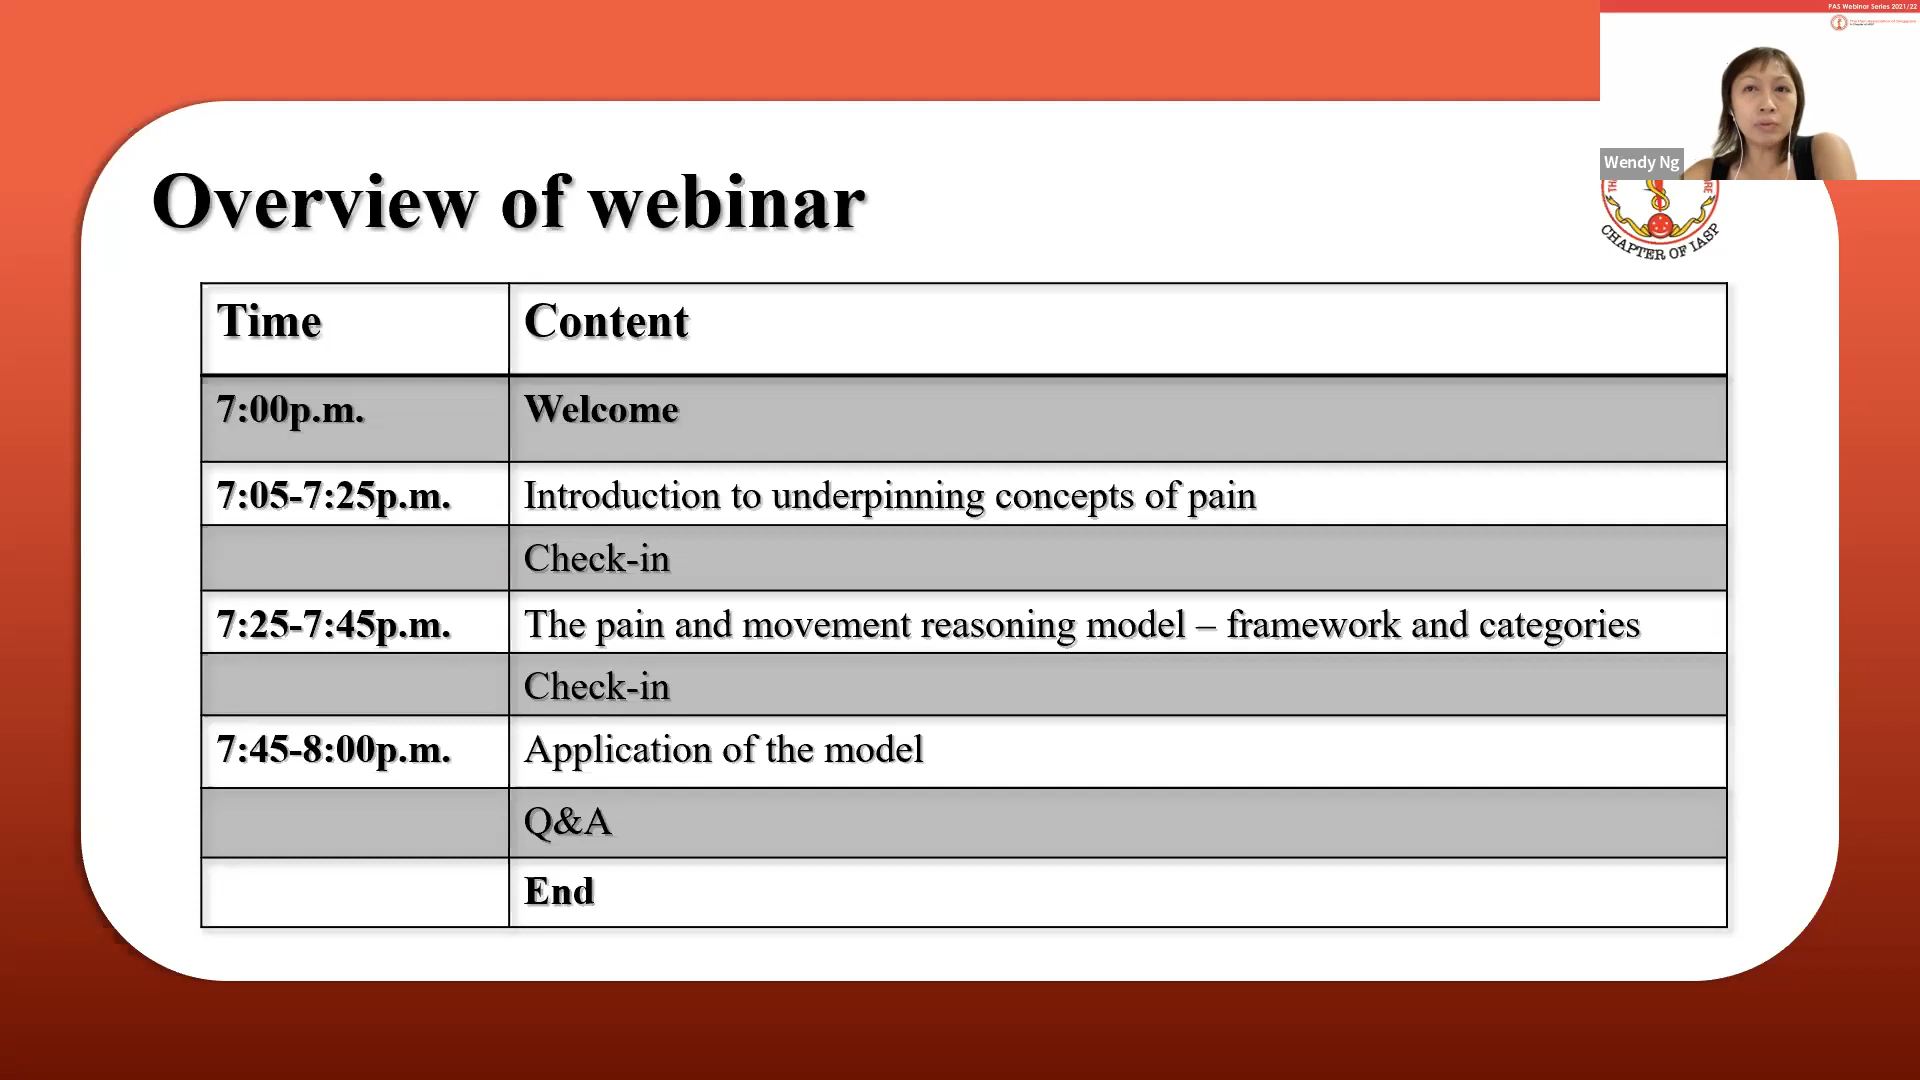 PAS Webinar Series 2021/22
Wendy Ng
CHAPTER OF IASP
Overview of webinar
Time Content
7:00p.m. Welcome
7:05-7:25p.m. Introduction to underpinning concepts of pain
Check-in
7:25-7:45p.m. The pain and movement reasoning model – framework and categories
Check-in
7:45-8:00p.m. Application of the model
Q&A
End